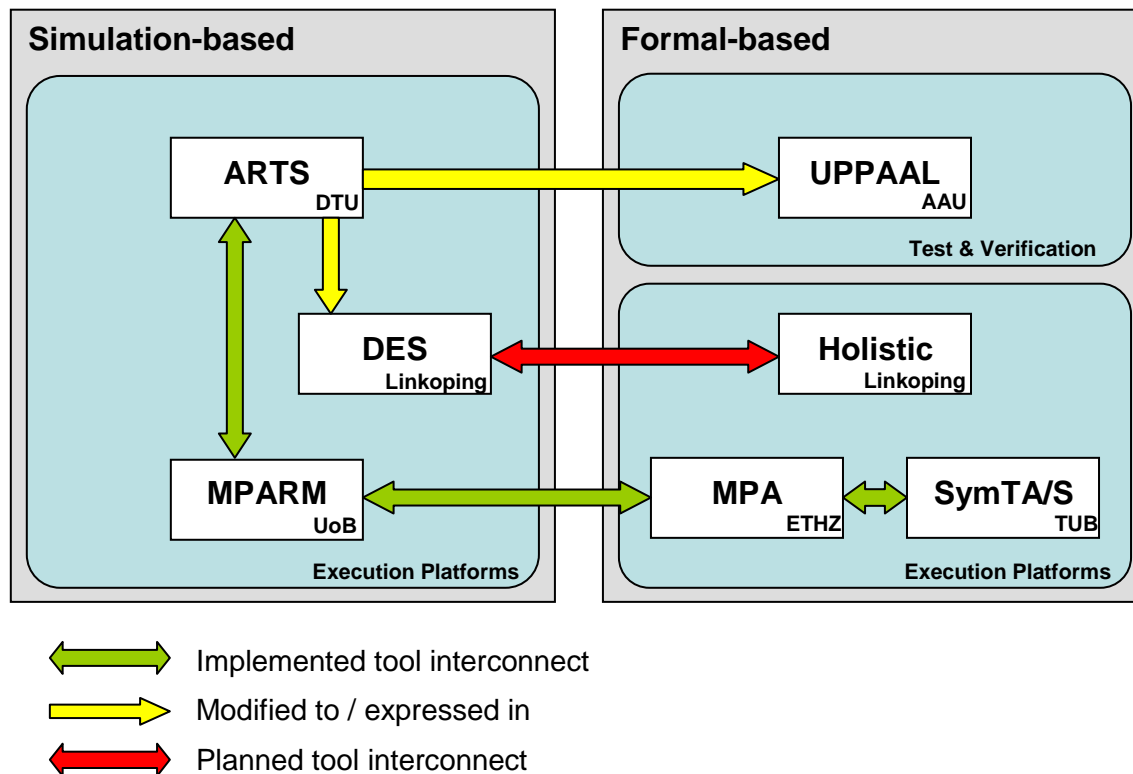 Simulation-based
ARTS
DTU
DES
Linkoping
MPARM
UoB
Execution Platforms
Formal-based
UPPAAL
AAU
Test & Verification
Holistic
Linkoping
MPA
ETHZ
SymTA/S
TUB
Execution Platforms
Implemented tool interconnect
Modified to / expressed in
Planned tool interconnect